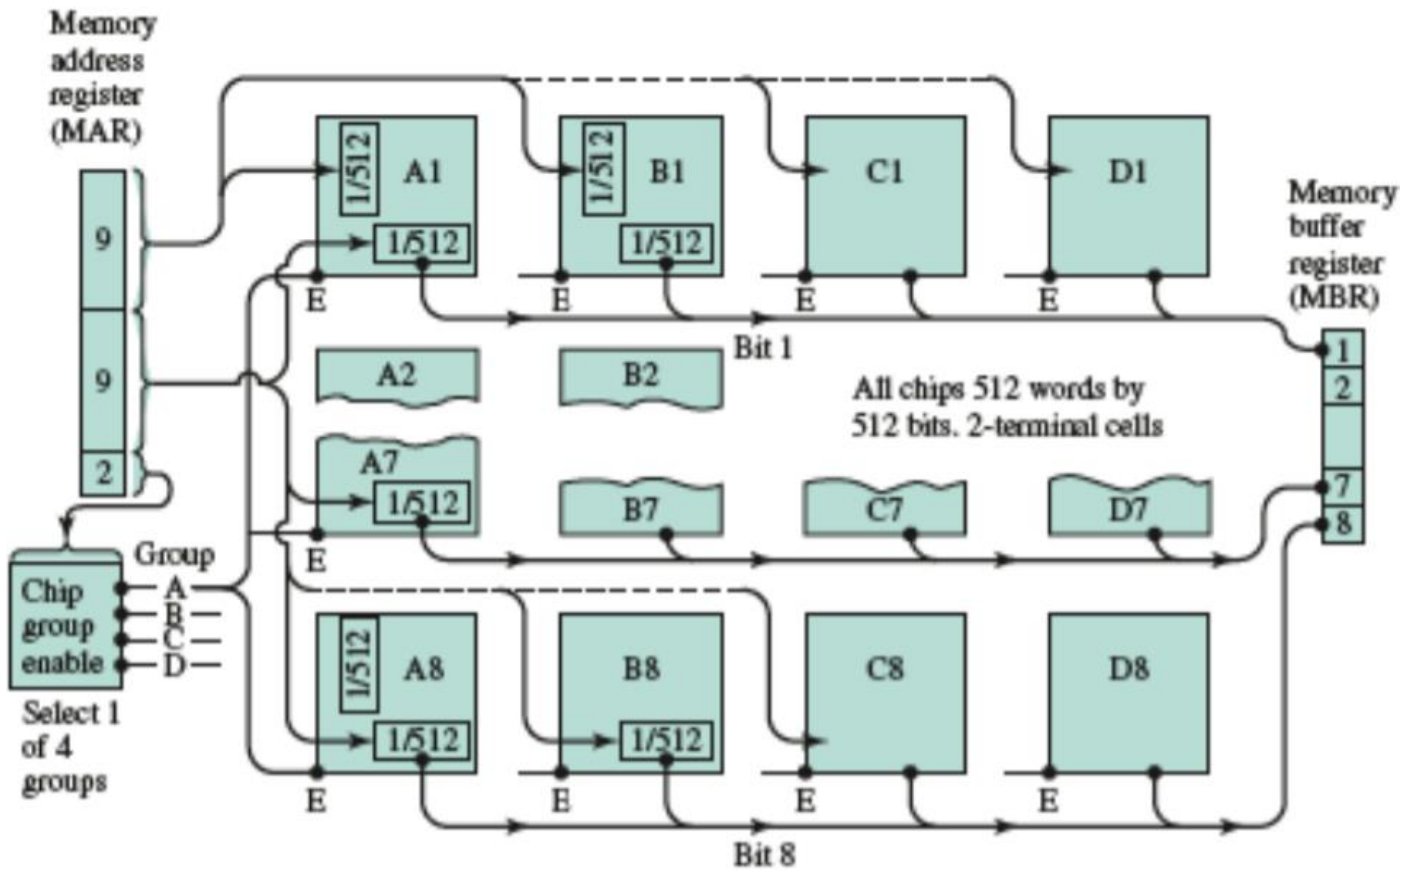 Memory
address
register
(MAR)
9
9
2
Chip
group
enable
Group
A
B
C
D
Select 1
of 4
groups
1/512
A1
1/512
E
1/512
B1
1/512
E
C1
E
D1
E
Bit 1
A2
B2
All chips 512 words by
512 bits. 2-terminal cells
A7
1/512
E
B7
C7
D7
1/512
A8
1/512
E
B8
1/512
E
C8
E
D8
E
Bit 8
Memory
buffer
register
(MBR)
1
2
7
8